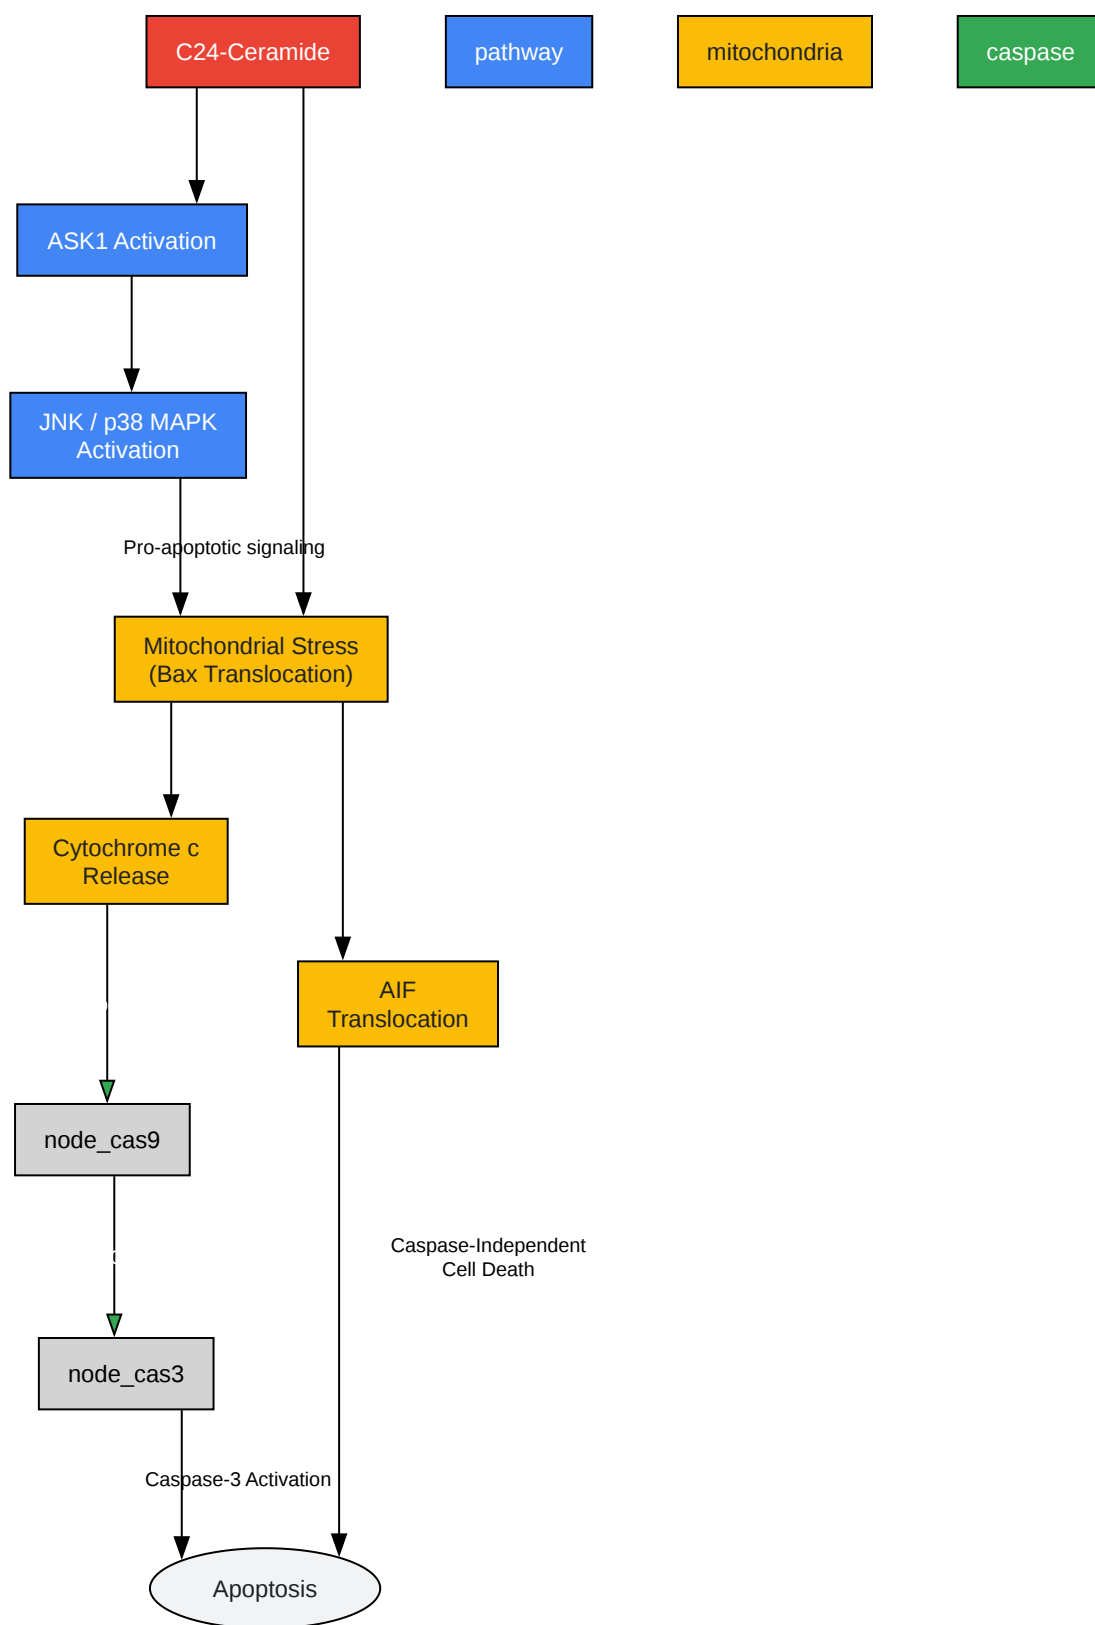 C24-Ceramide
pathway
mitochondria
caspase
ASK1 Activation
JNK / p38 MAPK
Activation
Pro-apoptotic signaling
Mitochondrial Stress
(Bax Translocation)
Cytochrome c
Release
AIF
Translocation
node_cas9
Caspase-Independent
Cell Death
node_cas3
Caspase-3 Activation
Apoptosis